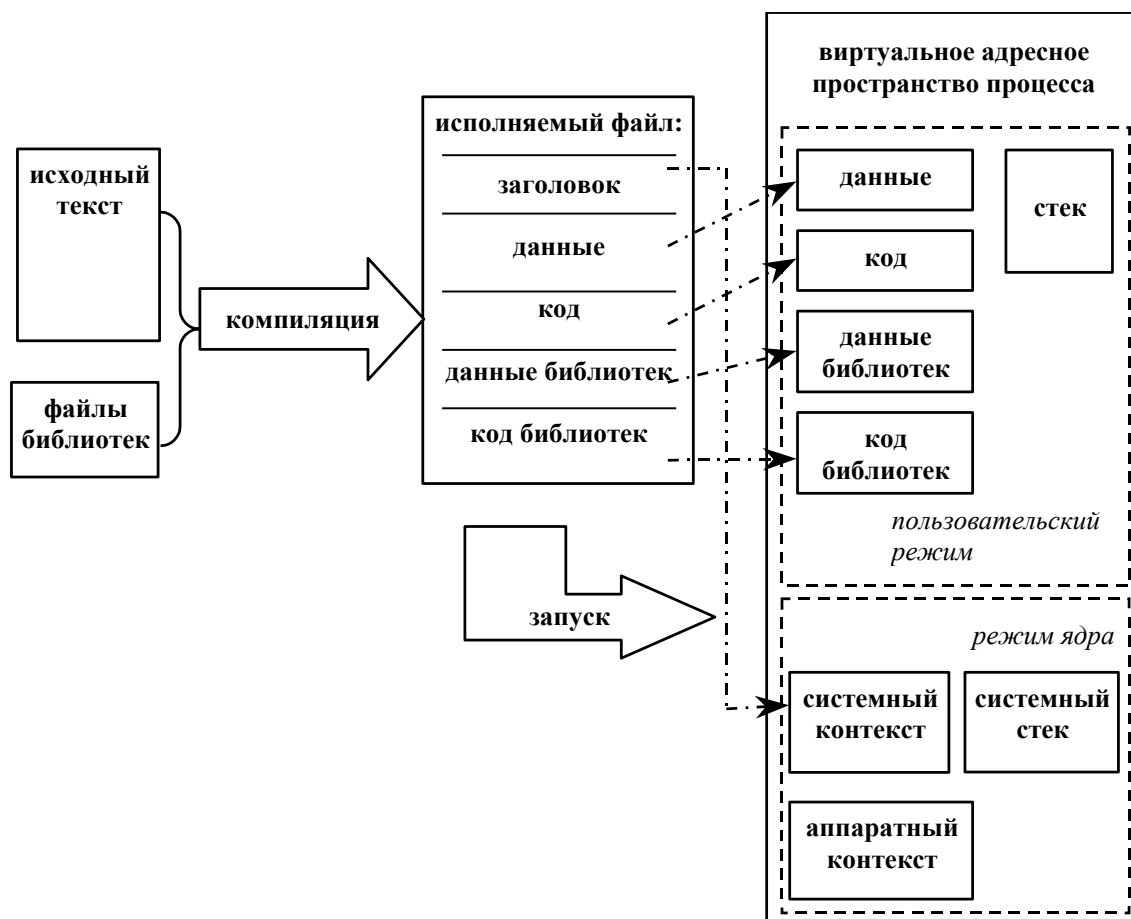 исходный
текст
файлы
библиотек
компиляция
исполняемый файл:
заголовок
данные
код
данные библиотек
код библиотек
запуск
виртуальное адресное
пространство процесса
данные
стек
код
данные
библиотек
код
библиотек
пользовательский
режим
режим ядра
системный
контекст
системный
стек
аппаратный
контекст